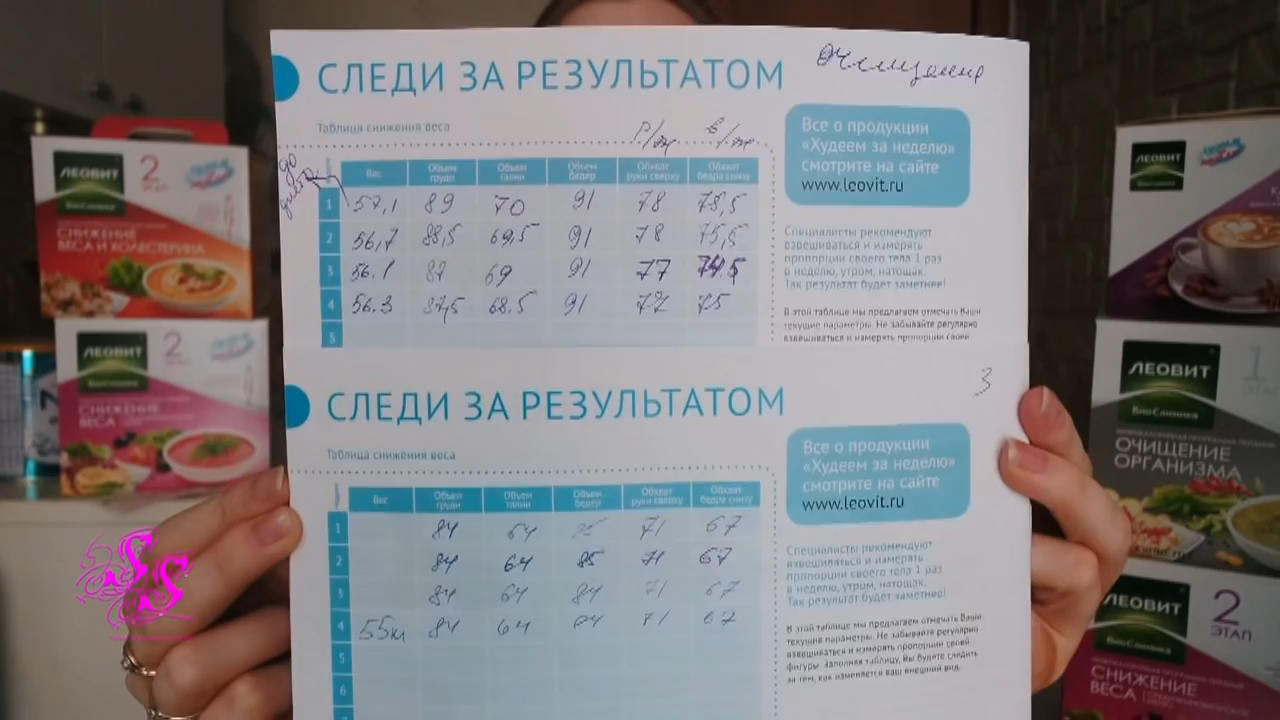 СЛЕДИ ЗА РЕЗУЛЬТАТОМ
очищение
Таблица снижения веса
Р/ж б/ж
до
Все о продукции
«Худеем за неделю»
смотрите на сайте
www.leovit.ru
Вес Объем груди Объем талии Объем бедер Обхват руки сверху Обхват бедра снизу
1 57,1 89 70 91 78 78,5
2 56,7 88,5 69,5 91 78 75,5
3 56.1 87 69 91 77 74,5
4 56.3 87,5 68.5 91 77 75
5
Специалисты рекомендуют
взвешиваться и измерять
пропорции своего тела 1 раз
в неделю, утром, натощак.
Так результат будет заметнее!
В этой таблице мы предлагаем отмечать Ваши
текущие параметры. Не забывайте регулярно
взвешиваться и измерять пропорции своей
СЛЕДИ ЗА РЕЗУЛЬТАТОМ
3
Таблица снижения веса
Все о продукции
«Худеем за неделю»
смотрите на сайте
www.leovit.ru
Вес Объем груди Объем талии Объем бедер Обхват руки сверху Обхват бедра снизу
1 84 64 71 67
2 84 64 85 71 67
3 84 64 84 71 67
4 55кг 84 64 84 71 67
5
6
Специалисты рекомендуют
взвешиваться и измерять
пропорции своего тела 1 раз
в неделю, утром, натощак.
Так результат будет заметнее!
В этой таблице мы предлагаем отмечать Ваши
текущие параметры. Не забывайте регулярно
взвешиваться и измерять пропорции своей
фигуры. Заполняя таблицу, Вы будете следить
за тем, как изменяется ваш внешний вид.
ЛЕОВИТ
БиоСлимика
2
ЭТАП
СНИЖЕНИЕ
ВЕСА И ХОЛЕСТЕРИНА
ЛЕОВИТ
БиоСлимика
2
ЭТАП
СНИЖЕНИЕ
ВЕСА
ЛЕОВИТ
ЛЕОВИТ
БиоСлимика
1
ЭТАП
ОЧИЩЕНИЕ
ОРГАНИЗМА
ЛЕОВИТ
БиоСлимика
2
ЭТАП
СНИЖЕНИЕ
ВЕСА
SS